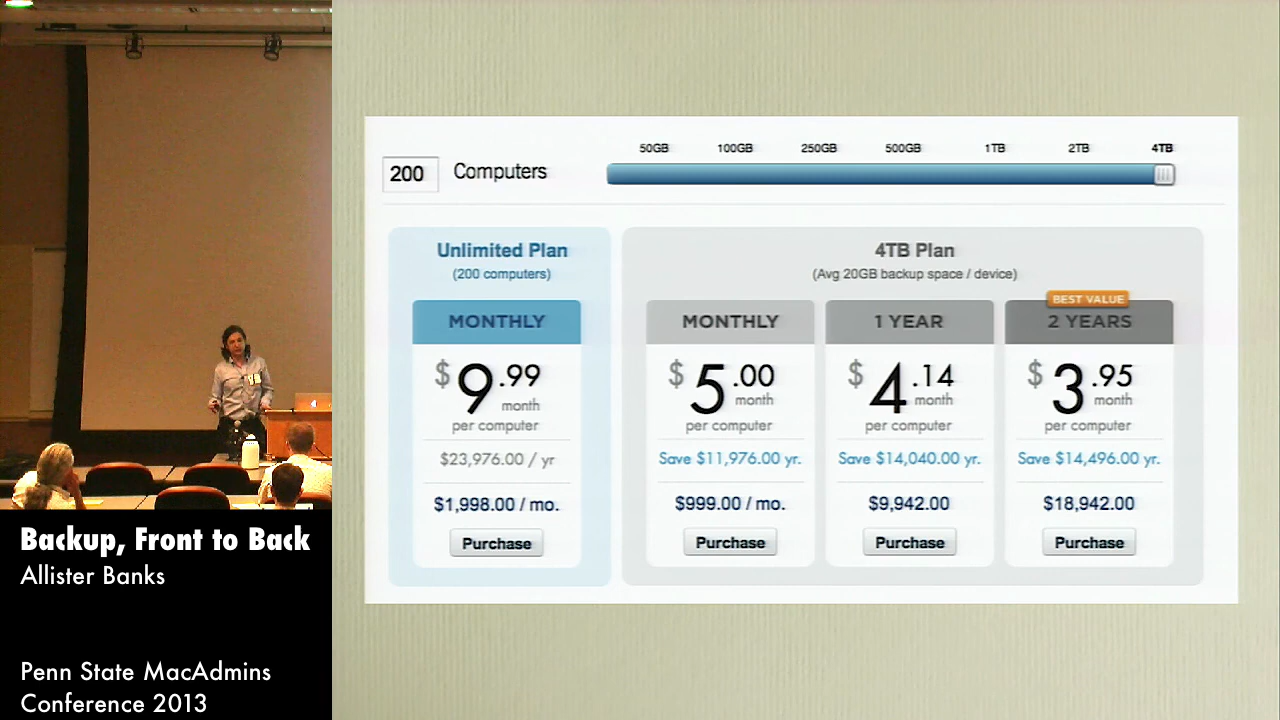 50GB 100GB 250GB 500GB 1TB 2TB 4TB
200 Computers
Unlimited Plan
(200 computers)
MONTHLY
$9.99
month
per computer
$23,976.00 / yr
$1,998.00 / mo.
Purchase
4TB Plan
(Avg 20GB backup space / device)
MONTHLY
$5.00
month
per computer
Save $11,976.00 yr.
$999.00 / mo.
Purchase
1 YEAR
$4.14
month
per computer
Save $14,040.00 yr.
$9,942.00
Purchase
BEST VALUE
2 YEARS
$3.95
month
per computer
Save $14,496.00 yr.
$18,942.00
Purchase
Backup, Front to Back
Allister Banks
Penn State MacAdmins
Conference 2013